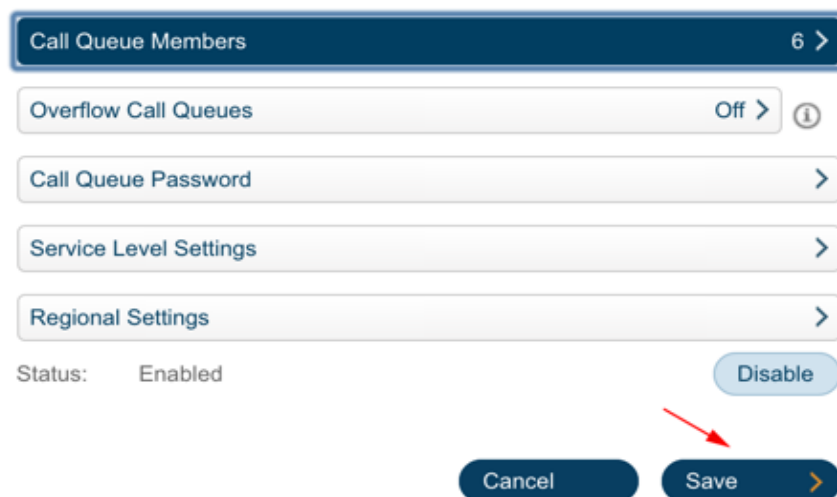 Call Queue Members 6
Overflow Call Queues Off
Call Queue Password
Service Level Settings
Regional Settings
Status: Enabled Disable
Cancel Save